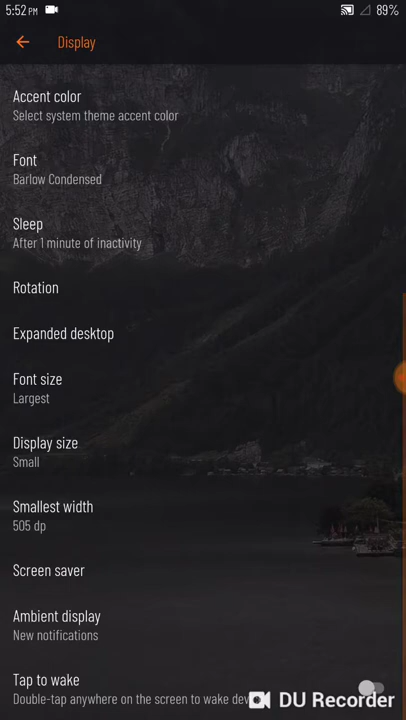 5:52 PM 89%
Display
Accent color
Select system theme accent color
Font
Barlow Condensed
Sleep
After 1 minute of inactivity
Rotation
Expanded desktop
Font size
Largest
Display size
Small
Smallest width
505 dp
Screen saver
Ambient display
New notifications
Tap to wake
Double-tap anywhere on the screen to wake
DU Recorder